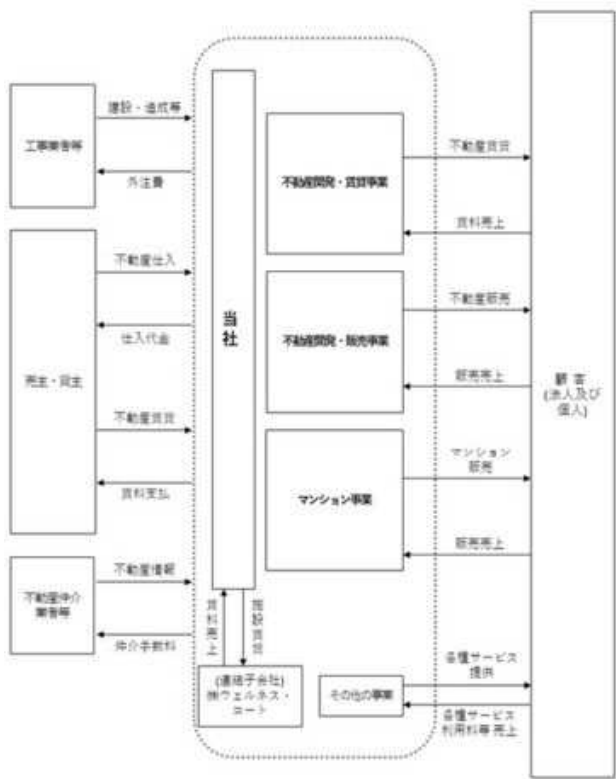 建設・造成等
工事業者等
外注費
不動産仕入
仕入代金
売主・貸主
不動産賃貸
賃料支払
不動産情報
不動産仲介
業者等
仲介手数料
当社
賃料売上
施設賃貸
(連結子会社)
㈱ウェルネス・
コート
不動産開発・賃貸事業
不動産開発・販売事業
マンション事業
その他の事業
不動産賃貸
賃料売上
不動産販売
販売売上
マンション
販売
販売売上
各種サービス
提供
各種サービス
利用料等 売上
顧 客
(法人及び
個人)